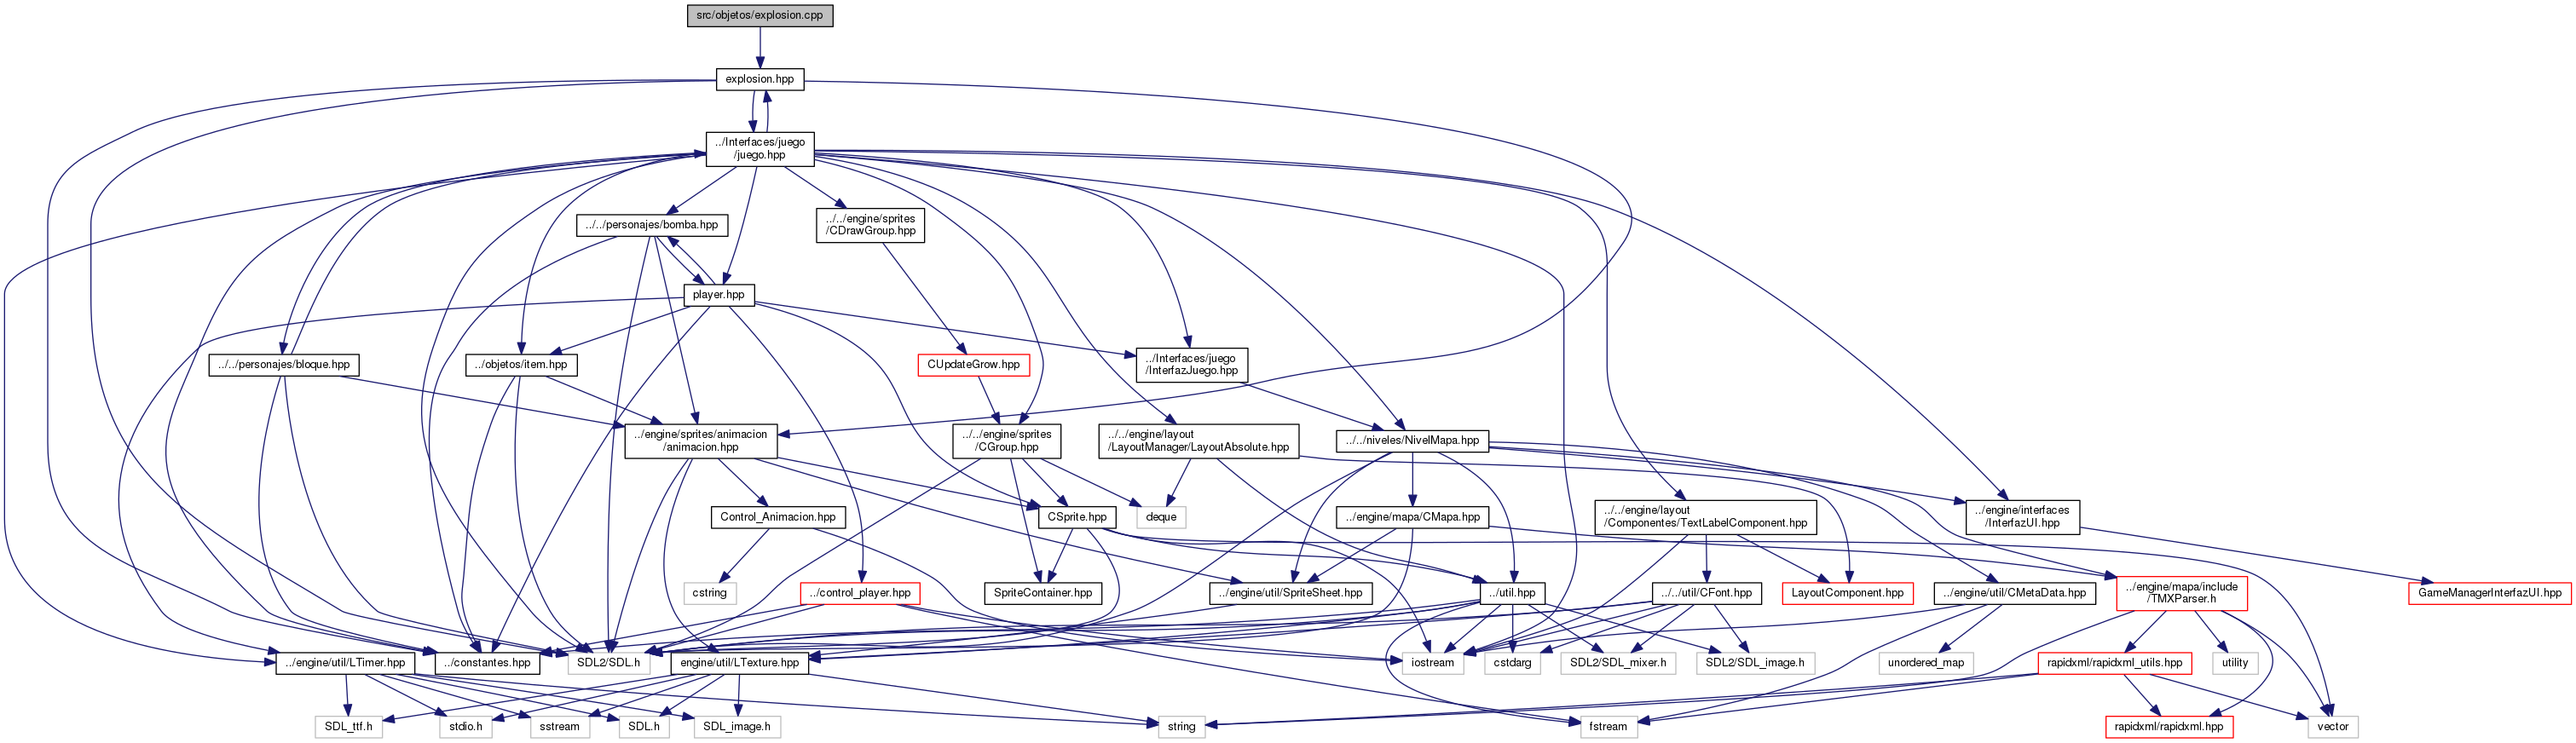 src/objetos/explosion.cpp
explosion.hpp
../Interfaces/juego
/juego.hpp
../../personajes/bomba.hpp
../../engine/sprites
/CDrawGroup.hpp
player.hpp
../../personajes/bloque.hpp
../objetos/item.hpp
CUpdateGrow.hpp
../Interfaces/juego
/InterfazJuego.hpp
../engine/sprites/animacion
/animacion.hpp
../../engine/sprites
/CGroup.hpp
../../engine/layout
/LayoutManager/LayoutAbsolute.hpp
../../niveles/NivelMapa.hpp
Control_Animacion.hpp
CSprite.hpp
deque
../engine/mapa/CMapa.hpp
../../engine/layout
/Componentes/TextLabelComponent.hpp
../engine/interfaces
/InterfazUI.hpp
cstring
../control_player.hpp
SpriteContainer.hpp
../engine/util/SpriteSheet.hpp
../util.hpp
../../util/CFont.hpp
LayoutComponent.hpp
../engine/util/CMetaData.hpp
../engine/mapa/include
/TMXParser.h
GameManagerInterfazUI.hpp
../engine/util/LTimer.hpp
../constantes.hpp
SDL2/SDL.h
engine/util/LTexture.hpp
iostream
cstdarg
SDL2/SDL_mixer.h
SDL2/SDL_image.h
unordered_map
rapidxml/rapidxml_utils.hpp
utility
SDL_ttf.h
stdio.h
sstream
SDL.h
SDL_image.h
string
fstream
rapidxml/rapidxml.hpp
vector